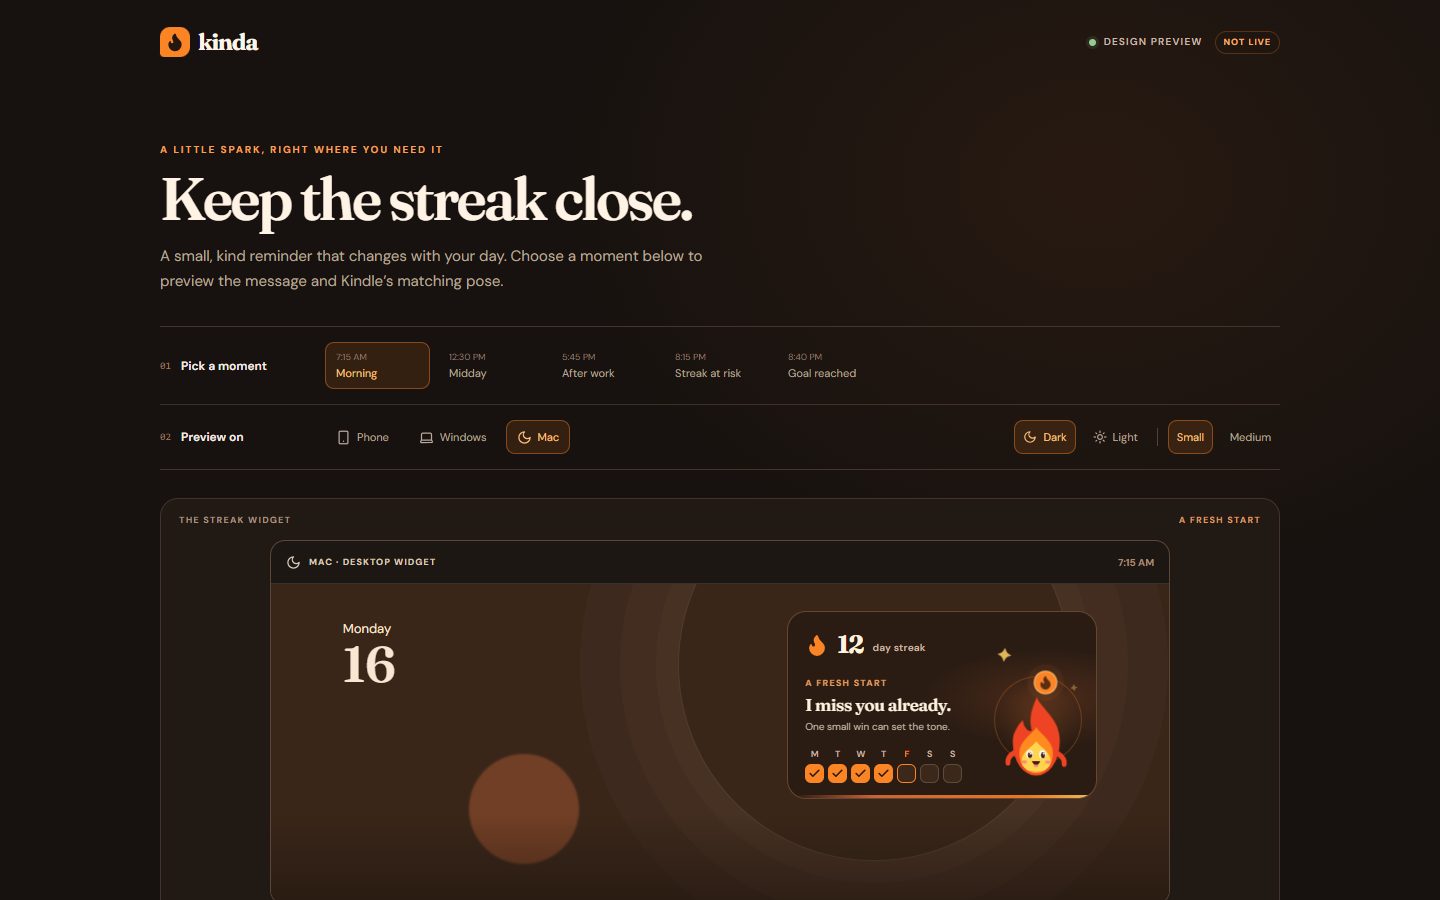 kinda
DESIGN PREVIEW
NOT LIVE
A LITTLE SPARK, RIGHT WHERE YOU NEED IT
Keep the streak close.
A small, kind reminder that changes with your day. Choose a moment below to
preview the message and Kindle’s matching pose.
01 Pick a moment
7:15 AM
Morning
12:30 PM
Midday
5:45 PM
After work
8:15 PM
Streak at risk
8:40 PM
Goal reached
02 Preview on
Phone
Windows
Mac
Dark
Light
Small
Medium
THE STREAK WIDGET
A FRESH START
MAC · DESKTOP WIDGET
7:15 AM
Monday
16
12 day streak
A FRESH START
I miss you already.
One small win can set the tone.
M T W T F S S